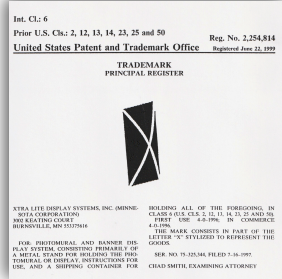 Int. Cl.: 6
Prior U.S. Cls.: 2, 12, 13, 14, 23, 25 and 50
Reg. No. 2,254,814
United States Patent and Trademark Office
Registered June 22, 1999
TRADEMARK
PRINCIPAL REGISTER
XTRA LITE DISPLAY SYSTEMS, INC. (MINNE-
SOTA CORPORATION)
3002 KEATING COURT
BURNSVILLE, MN 553375616
FOR: PHOTOMURAL AND BANNER DIS-
PLAY SYSTEM, CONSISTING PRIMARILY OF
A METAL STAND FOR HOLDING THE PHO-
TOMURAL OR DISPLAY, INSTRUCTIONS FOR
USE, AND A SHIPPING CONTAINER FOR
HOLDING ALL OF THE FOREGOING, IN
CLASS 6 (U.S. CLS. 2, 12, 13, 14, 23, 25 AND 50).
FIRST USE 4-0-1996; IN COMMERCE
4-0-1996.
THE MARK CONSISTS IN PART OF THE
LETTER "X" STYLIZED TO REPRESENT THE
GOODS.
SER. NO. 75-325,344, FILED 7-16-1997.
CHAD SMITH, EXAMINING ATTORNEY